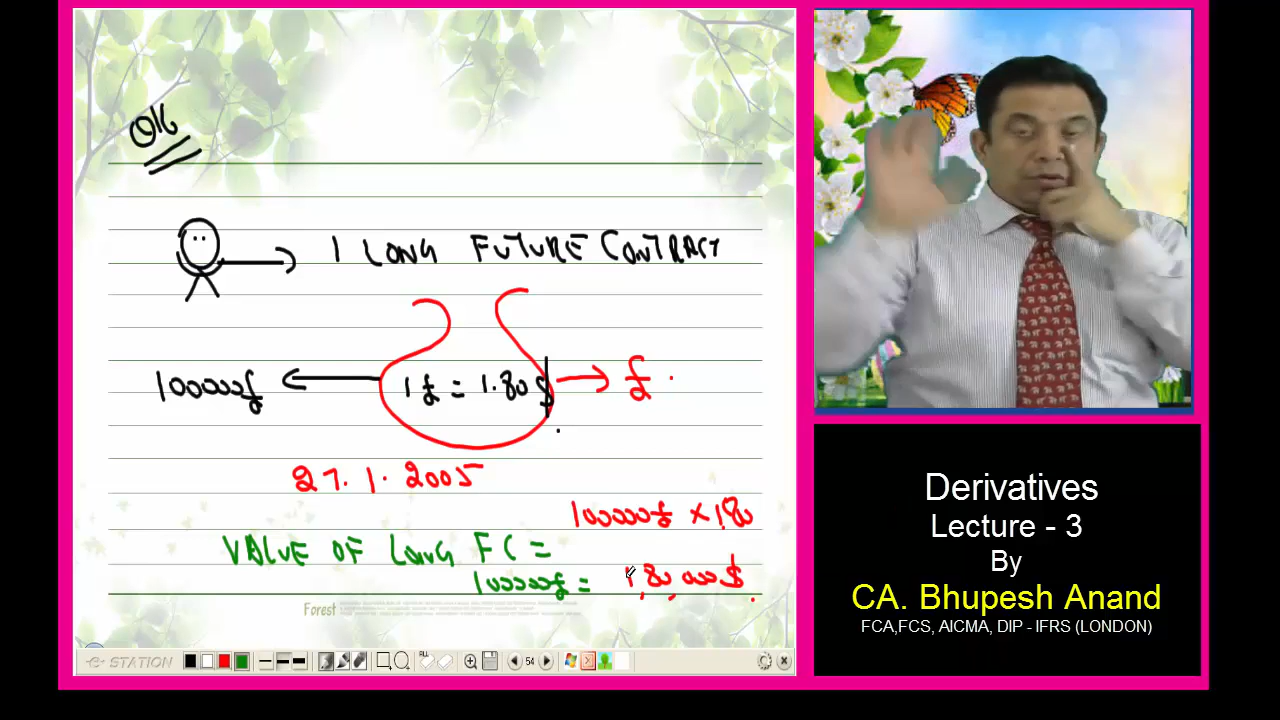 1 LONG FUTURE CONTRACT
100000£ ← 1£ = 1.80$ → £
27.1.2005
100000£ × 1.80
VALUE OF LONG FC =
100000£ = 1,80,000$
Forest
e-STATION
54
Derivatives
Lecture - 3
By
CA. Bhupesh Anand
FCA,FCS, AICMA, DIP - IFRS (LONDON)